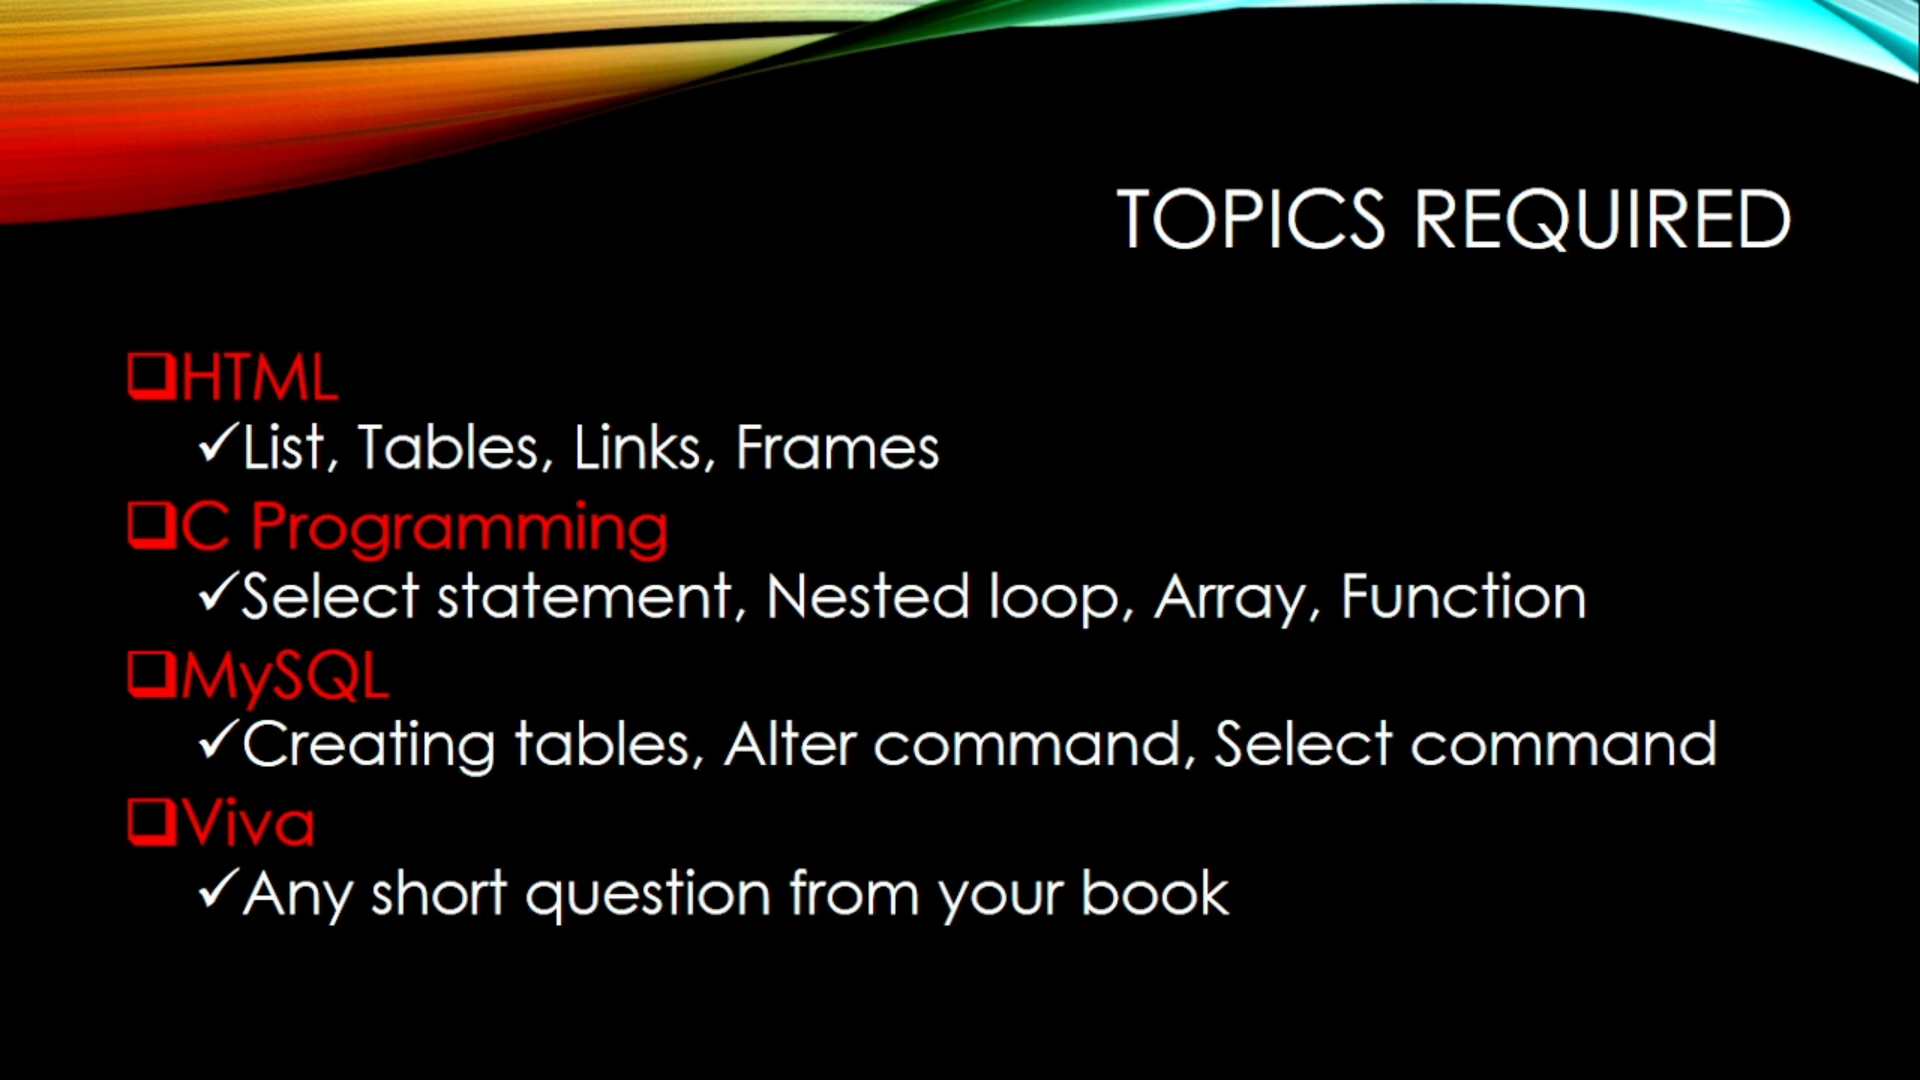 TOPICS REQUIRED
❑HTML
✓List, Tables, Links, Frames
❑C Programming
✓Select statement, Nested loop, Array, Function
❑MySQL
✓Creating tables, Alter command, Select command
❑Viva
✓Any short question from your book